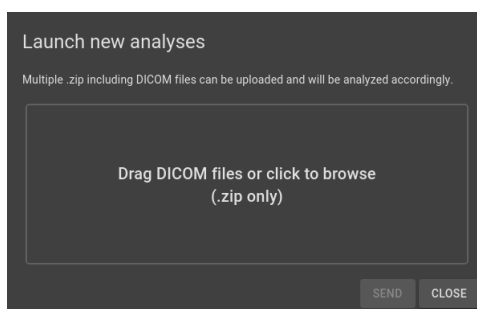 Launch new analyses
Multiple .zip including DICOM files can be uploaded and will be analyzed accordingly.
Drag DICOM files or click to browse
(.zip only)
SEND CLOSE